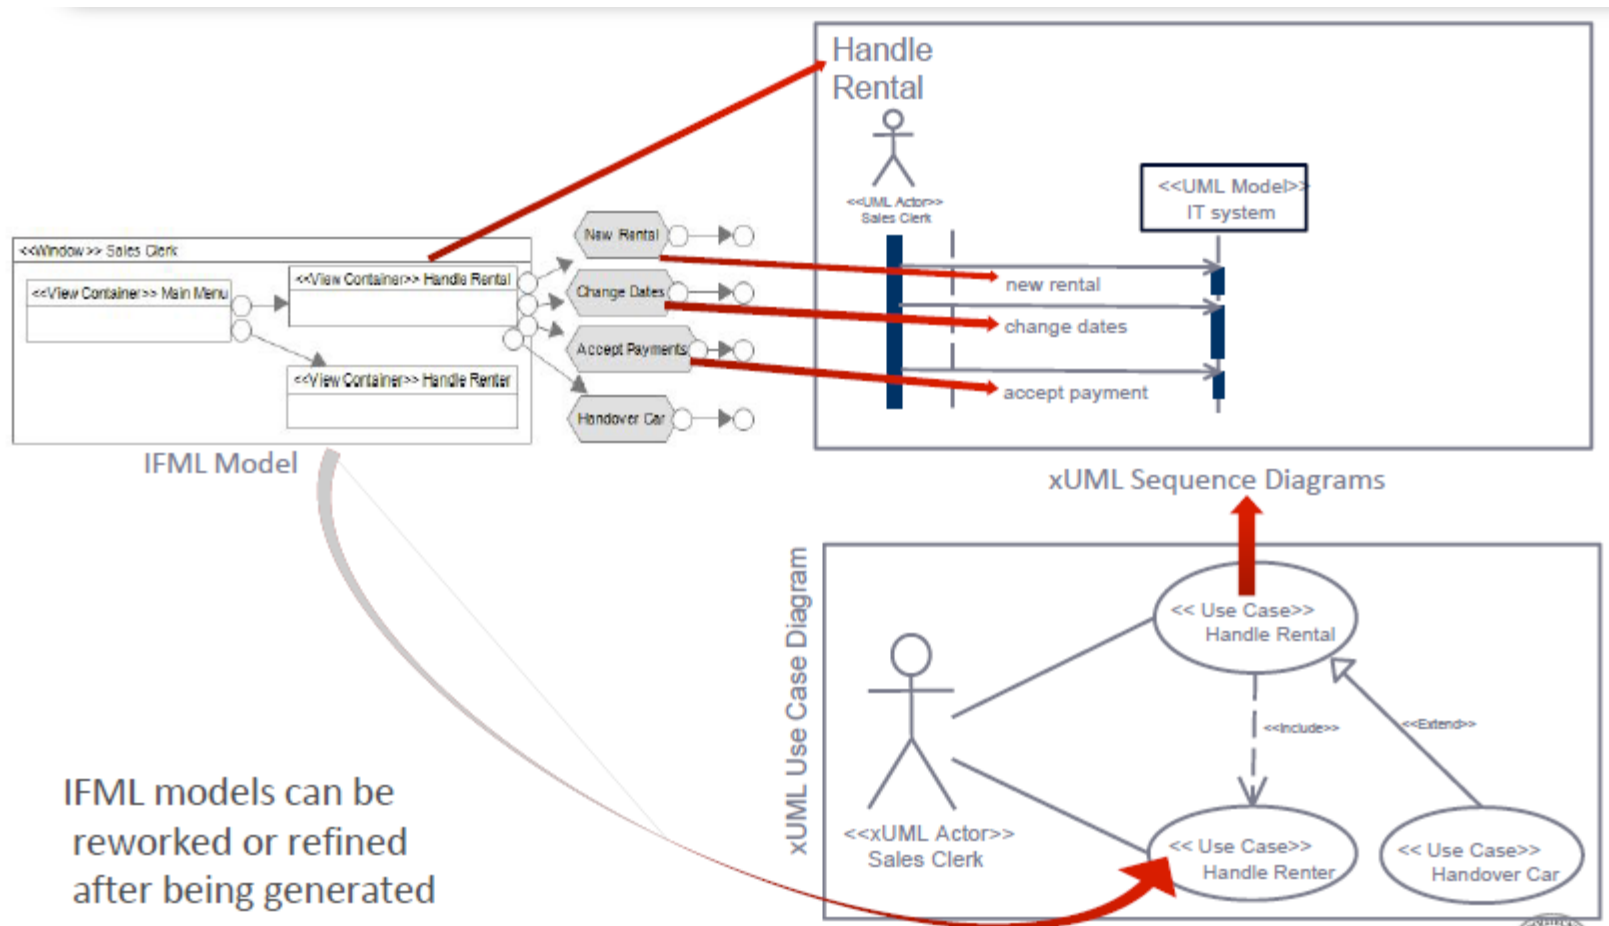 Handle
Rental
<<UML Actor>>
Sales Clerk
<<UML Model>>
IT system
new rental
change dates
accept payment
<<Window>> Sales Clerk
<<View Container>> Main Menu
<<View Container>> Handle Rental
<<View Container>> Handle Renter
New Rental
Change Dates
Accept Payments
Handover Car
IFML Model
xUML Sequence Diagrams
xUML Use Case Diagram
<< Use Case>>
Handle Rental
<<Include>>
<<Extend>>
<<xUML Actor>>
Sales Clerk
<< Use Case>>
Handle Renter
<< Use Case>>
Handover Car
IFML models can be
reworked or refined
after being generated